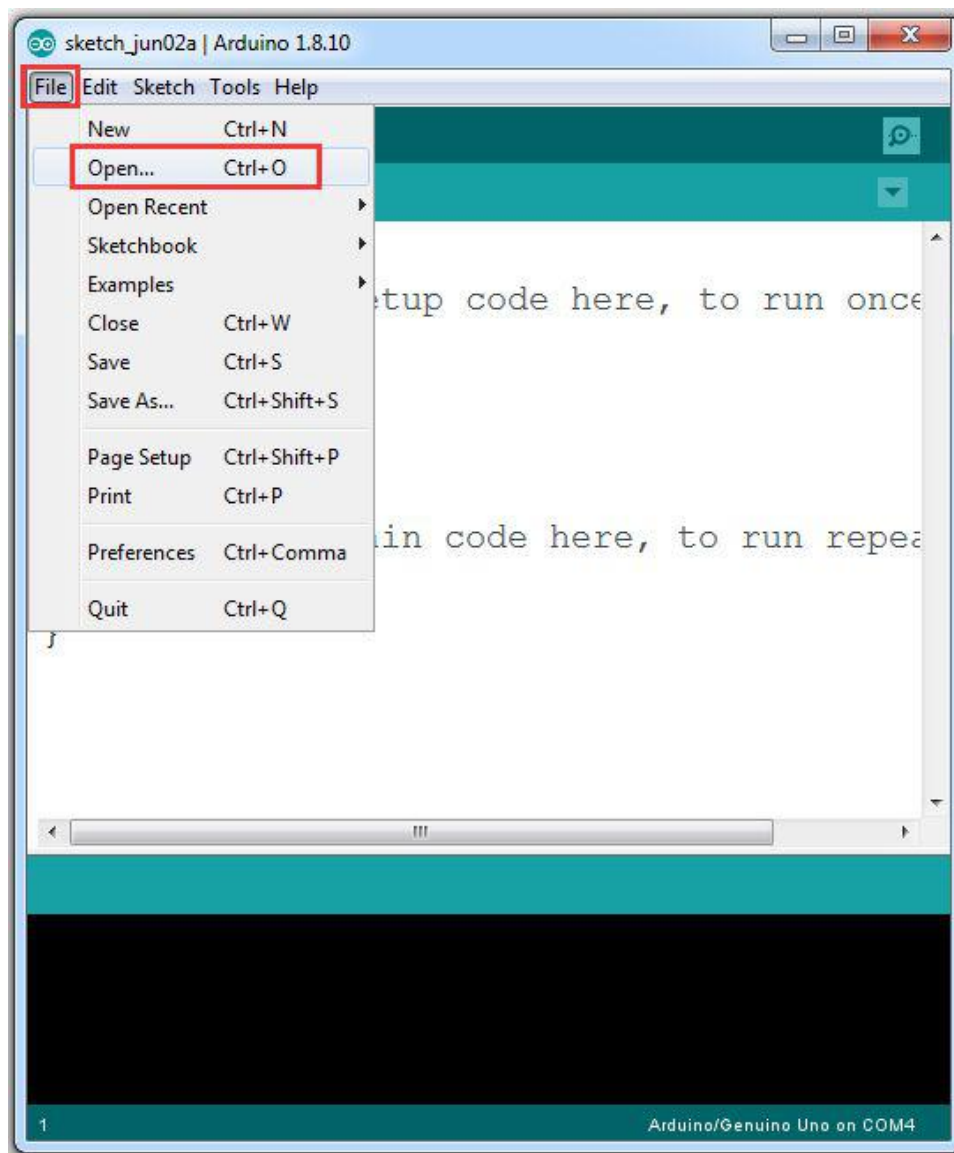 sketch_jun02a | Arduino 1.8.10
File Edit Sketch Tools Help
New Ctrl+N
Open... Ctrl+O
Open Recent
Sketchbook
Examples
etup code here, to run once
Close Ctrl+W
Save Ctrl+S
Save As... Ctrl+Shift+S
Page Setup Ctrl+Shift+P
Print Ctrl+P
in code here, to run repea
Preferences Ctrl+Comma
Quit Ctrl+Q
}
1 Arduino/Genuino Uno on COM4